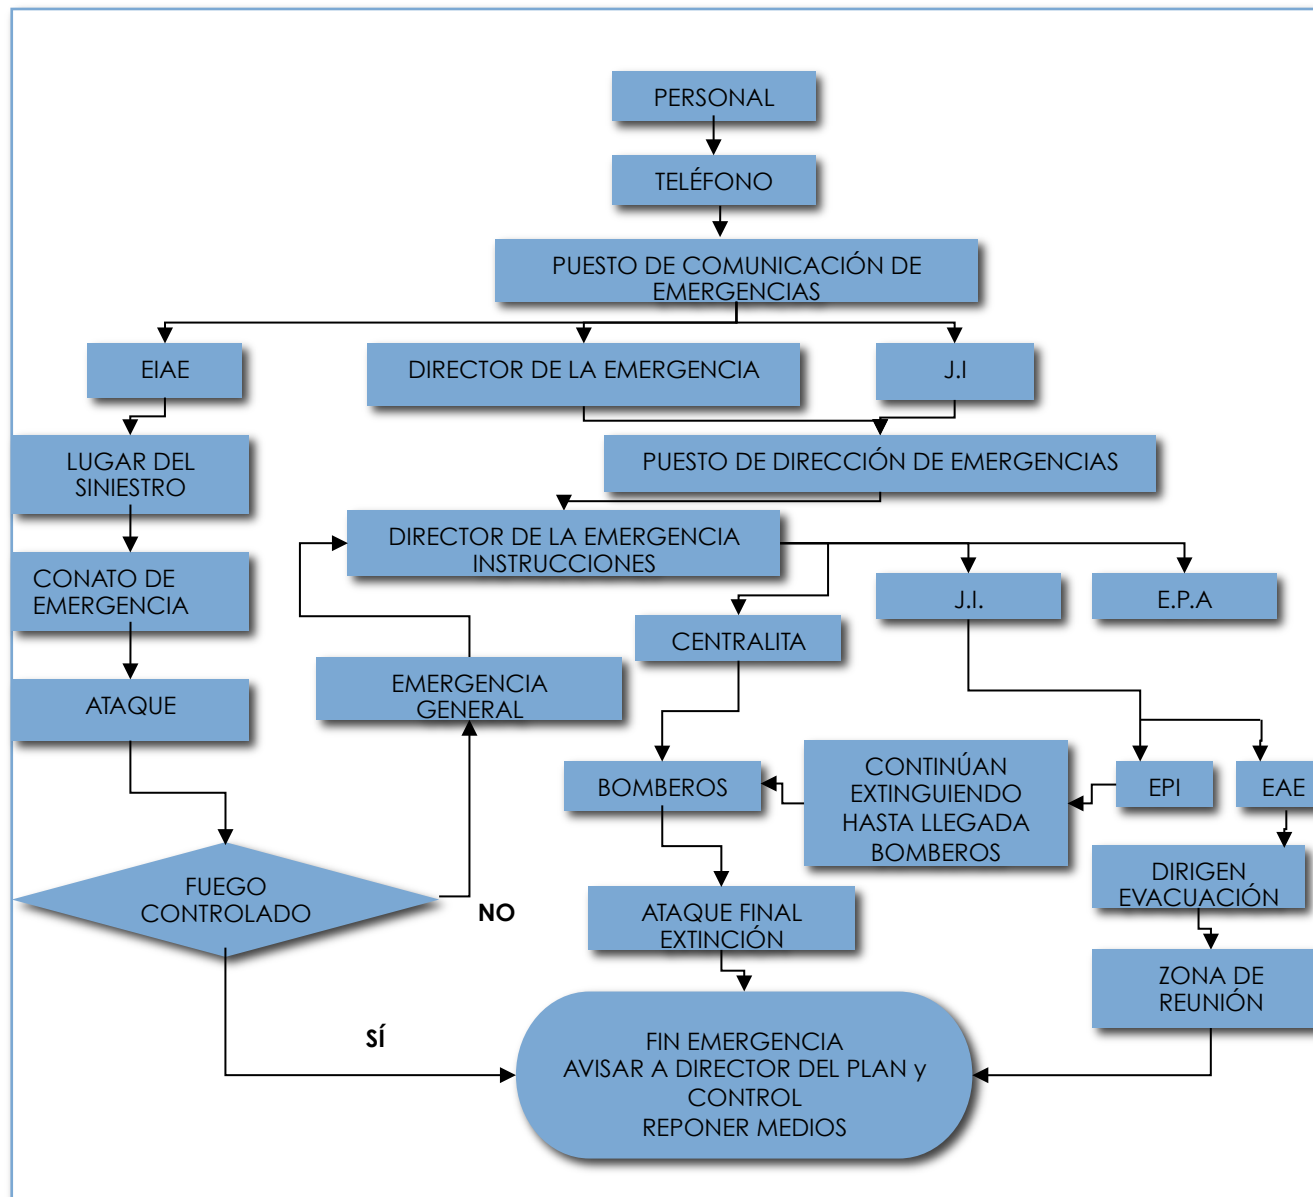 PERSONAL
TELÉFONO
PUESTO DE COMUNICACIÓN DE
EMERGENCIAS
EIAE
DIRECTOR DE LA EMERGENCIA
J.I
LUGAR DEL
SINIESTRO
PUESTO DE DIRECCIÓN DE EMERGENCIAS
DIRECTOR DE LA EMERGENCIA
INSTRUCCIONES
CONATO DE
EMERGENCIA
J.I.
E.P.A
CENTRALITA
ATAQUE
EMERGENCIA
GENERAL
BOMBEROS
CONTINÚAN
EXTINGUIENDO
HASTA LLEGADA
BOMBEROS
EPI
EAE
FUEGO
CONTROLADO
NO
ATAQUE FINAL
EXTINCIÓN
DIRIGEN
EVACUACIÓN
ZONA DE
REUNIÓN
SÍ
FIN EMERGENCIA
AVISAR A DIRECTOR DEL PLAN y
CONTROL
REPONER MEDIOS